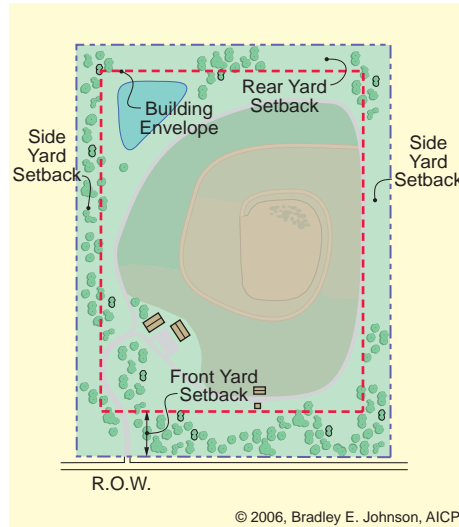 Rear Yard
Setback
Building
Envelope
Side
Yard
Setback
Side
Yard
Setback
Front Yard
Setback
R.O.W.
© 2006, Bradley E. Johnson, AICP